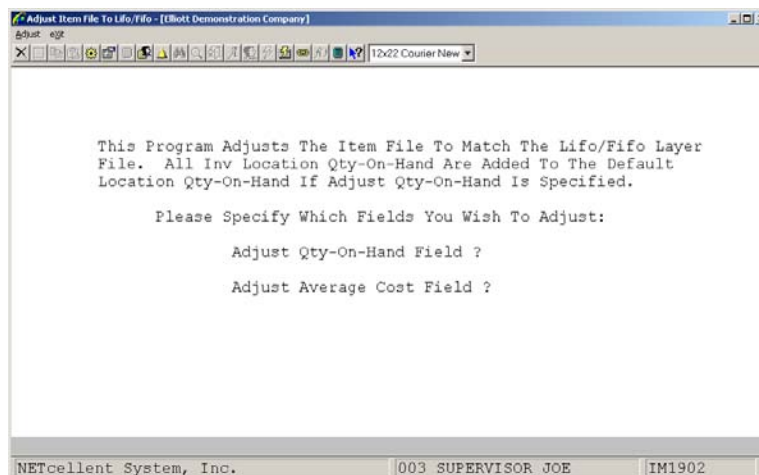 Adjust Item File To Lifo/Fifo - [Elliott Demonstration Company]
Adjust exit
12x22 Courier New
This Program Adjusts The Item File To Match The Lifo/Fifo Layer
File. All Inv Location Qty-On-Hand Are Added To The Default
Location Qty-On-Hand If Adjust Qty-On-Hand Is Specified.
Please Specify Which Fields You Wish To Adjust:
Adjust Qty-On-Hand Field ?
Adjust Average Cost Field ?
NETcellent System, Inc. 003 SUPERVISOR JOE IM1902